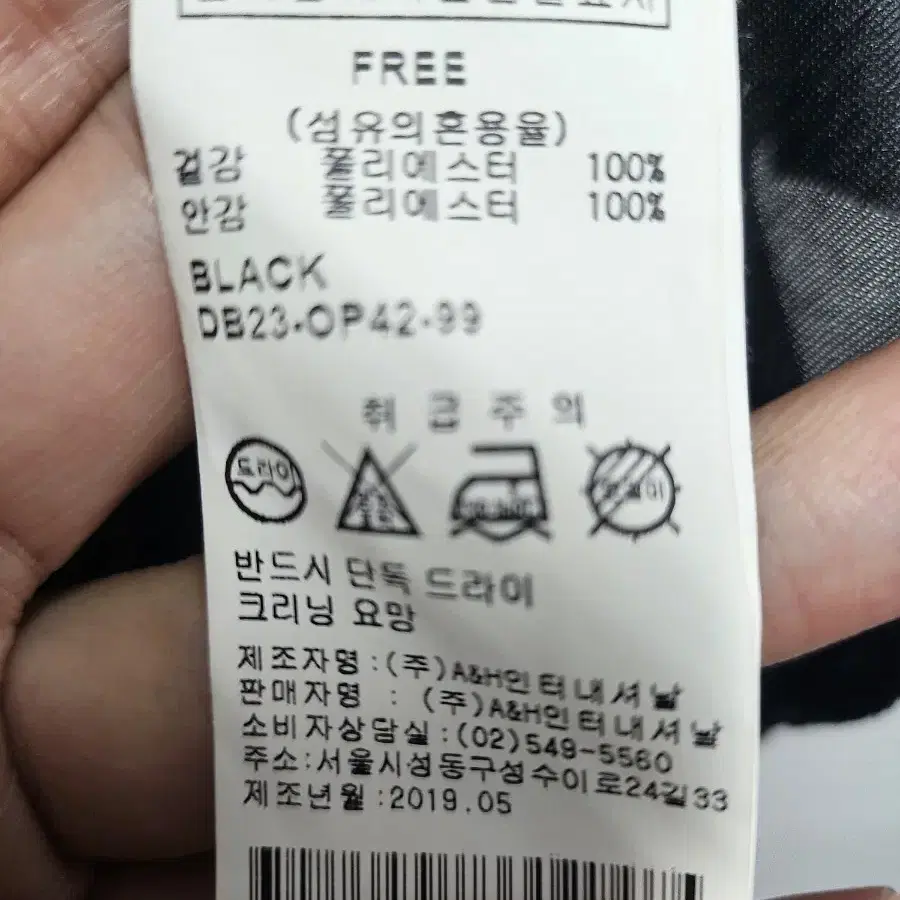 FREE
(섬유의혼용율)
겉감 폴리에스터 100%
안감 폴리에스터 100%
BLACK
DB23-OP42-99
취급주의
드라이
반드시 단독 드라이
크리닝 요망
제조자명:(주)A&H인터내셔날
판매자명 : (주)A&H인터내셔날
소비자상담실:(02)549-5560
주소:서울시성동구성수이로24길33
제조년월:2019.05